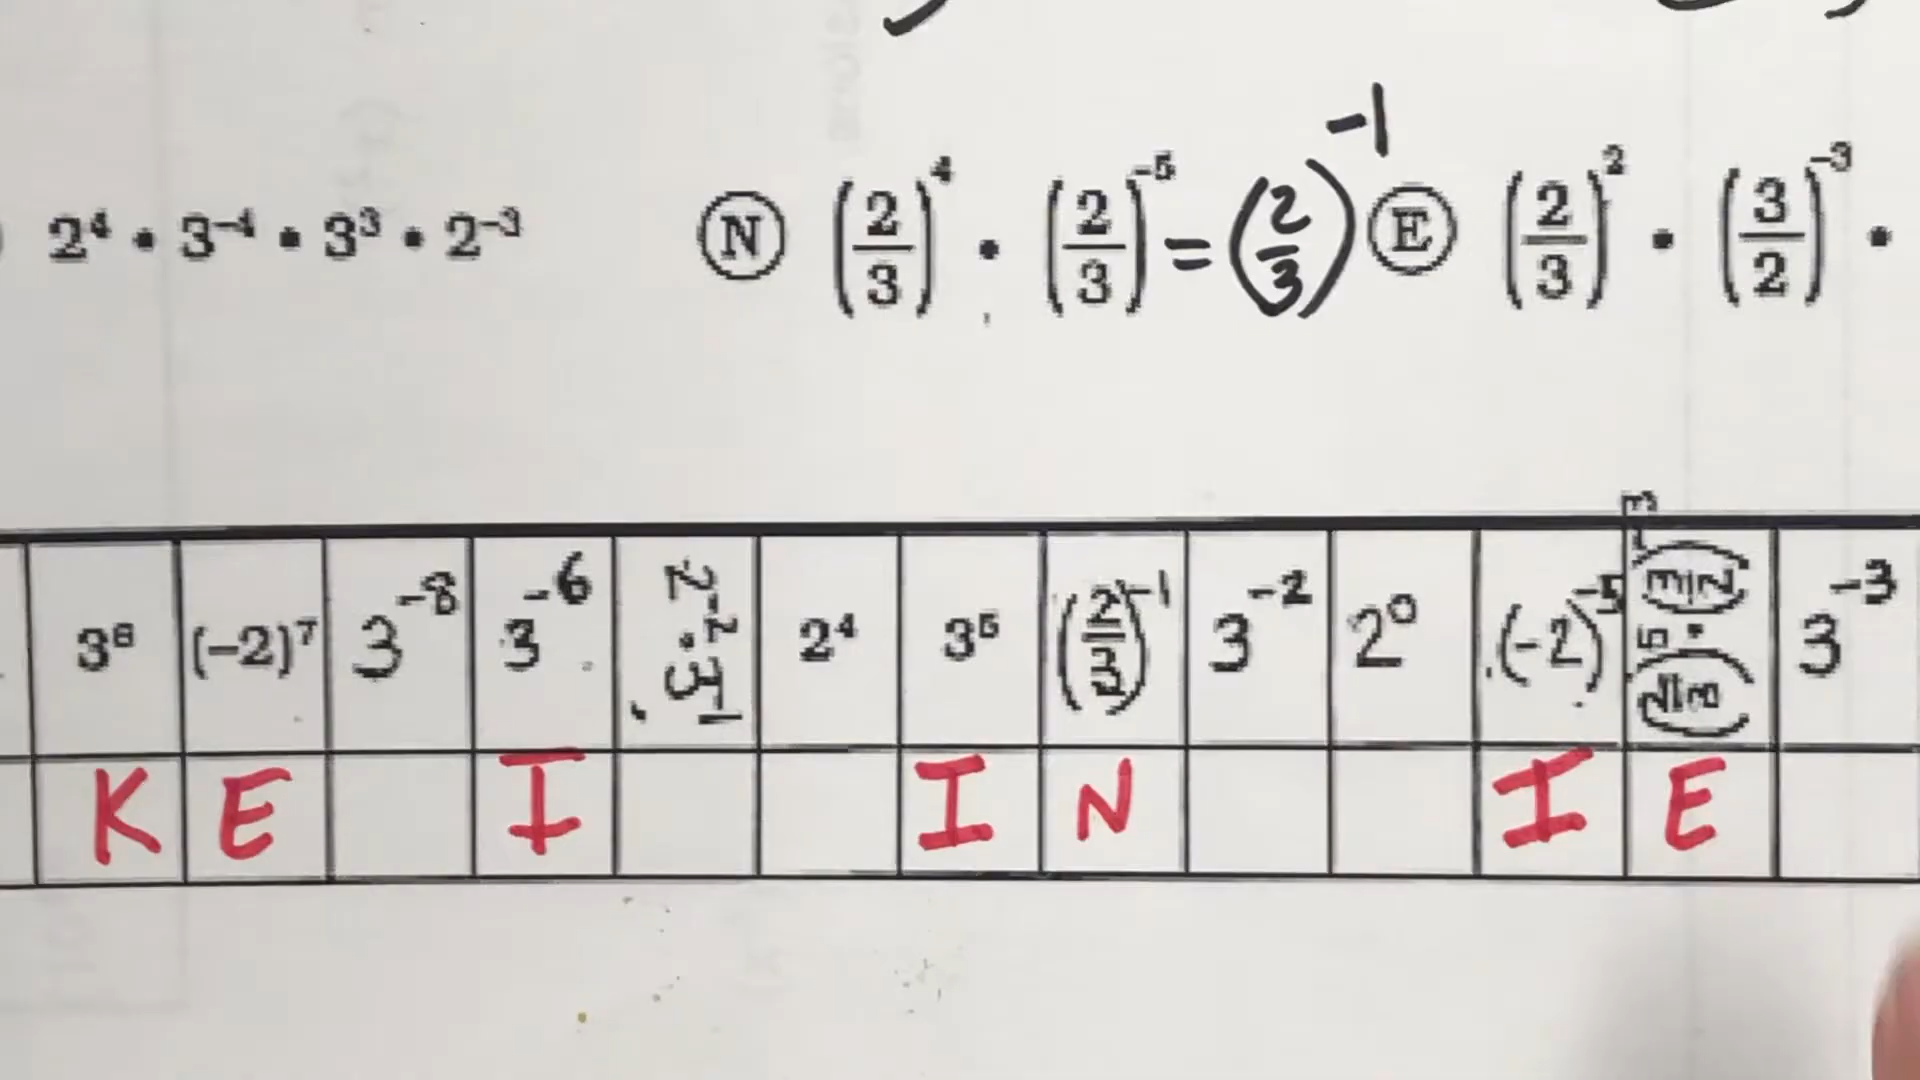 2⁴ • 3⁻⁴ • 3³ • 2⁻³
N (2/3)⁴ • (2/3)⁻⁵ = (2/3)⁻¹
E (2/3)² • (3/2)⁻³ •
3⁶ (-2)⁷ 3⁻⁸ 3⁻⁶ 2⁴ 3⁵ (2/3)⁻¹ 3⁻² 2⁰ (-2)⁻⁵ 3⁻³
K E I I N I E